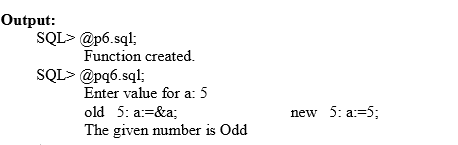 Output:
SQL> @p6.sql;
Function created.
SQL> @pq6.sql;
Enter value for a: 5
old 5: a:=&a; new 5: a:=5;
The given number is Odd